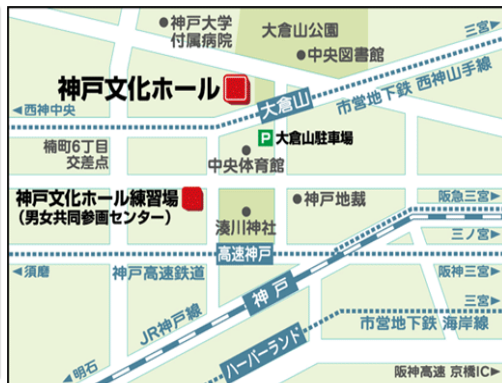 神戸大学
付属病院
大倉山公園
三宮▶
中央図書館
神戸文化ホール
大倉山
市営地下鉄 西神山手線
◀西神中央
P 大倉山駐車場
楠町6丁目
交差点
中央体育館
神戸文化ホール練習場
(男女共同参画センター)
神戸地裁
阪急三宮▶
湊川神社
三ノ宮▶
高速神戸
◀須磨
神戸高速鉄道
阪神三宮▶
神戸
三宮▶
JR神戸線
市営地下鉄 海岸線
ハーバーランド
◀明石
阪神高速 京橋IC▶